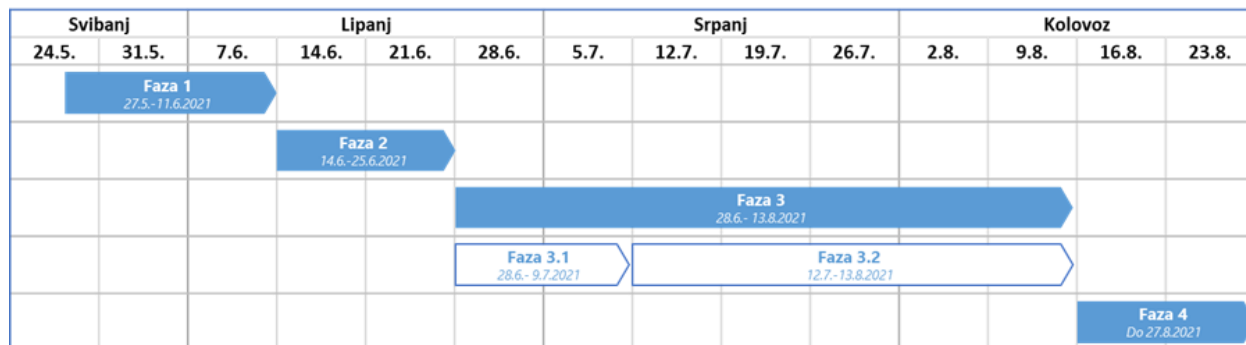 Svibanj Lipanj Srpanj Kolovoz
24.5. 31.5. 7.6. 14.6. 21.6. 28.6. 5.7. 12.7. 19.7. 26.7. 2.8. 9.8. 16.8. 23.8.
Faza 1
27.5.-11.6.2021
Faza 2
14.6.-25.6.2021
Faza 3
28.6.- 13.8.2021
Faza 3.1
28.6.- 9.7.2021
Faza 3.2
12.7.-13.8.2021
Faza 4
Do 27.8.2021